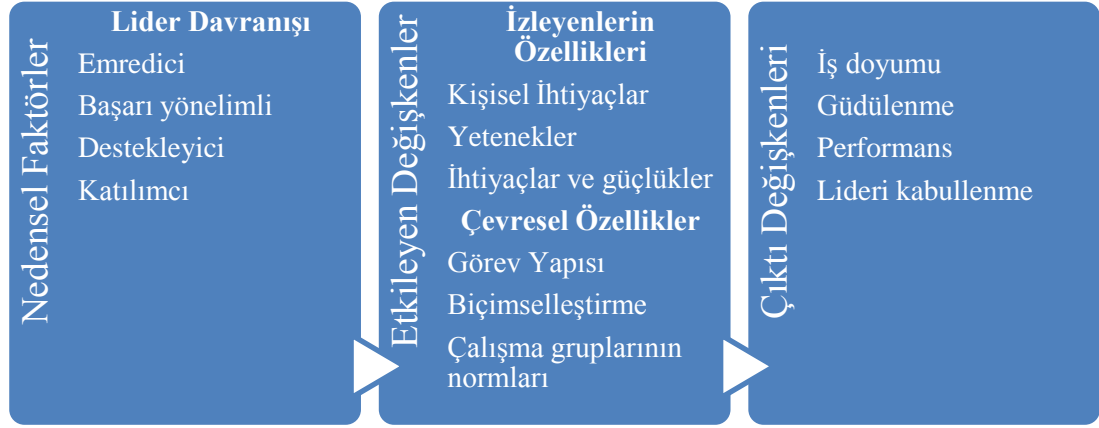 Nedensel Faktörler
Lider Davranışı
Emredici
Başarı yönelimli
Destekleyici
Katılımcı
Etkileyen Değişkenler
İzleyenlerin
Özellikleri
Kişisel İhtiyaçlar
Yetenekler
İhtiyaçlar ve güçlükler
Çevresel Özellikler
Görev Yapısı
Biçimselleştirme
Çalışma gruplarının
normları
Çıktı Değişkenleri
İş doyumu
Güdülenme
Performans
Lideri kabullenme